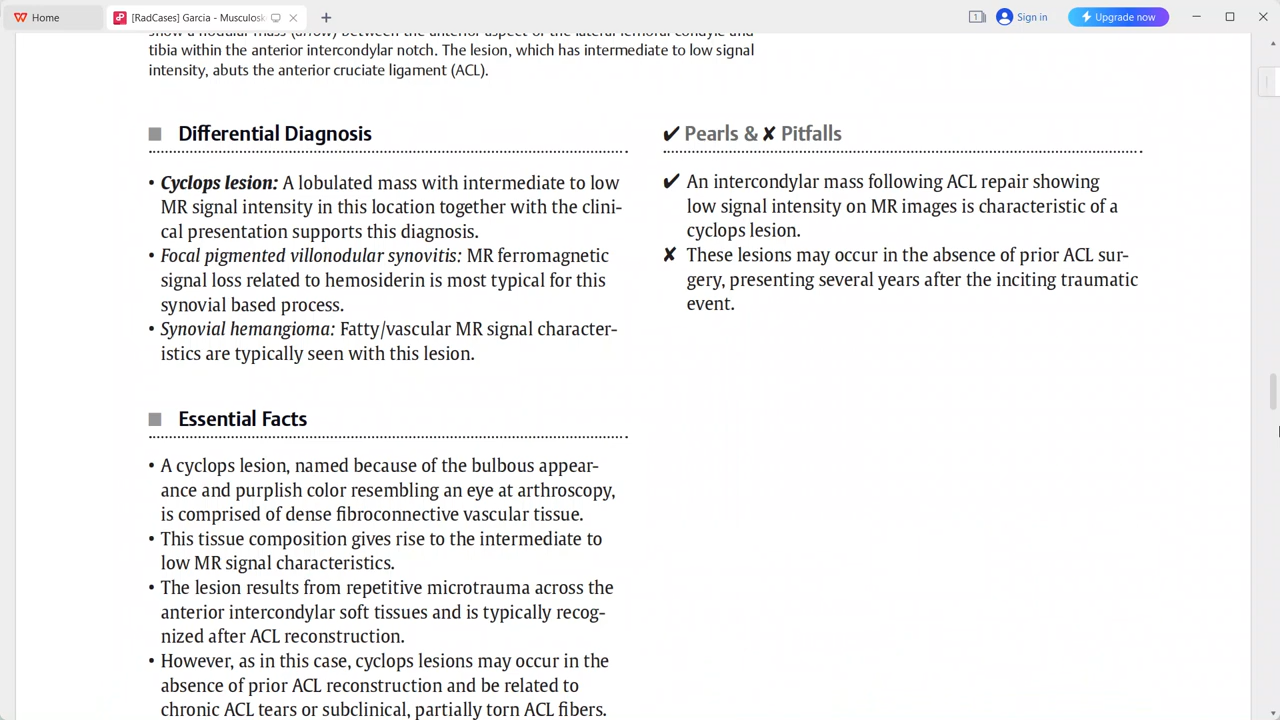 Home
[RadCases] Garcia - Musculosk
1
Sign in
Upgrade now
show a nodular mass (arrow) between the anterior aspect of the lateral femoral condyle and
tibia within the anterior intercondylar notch. The lesion, which has intermediate to low signal
intensity, abuts the anterior cruciate ligament (ACL).
Differential Diagnosis
• Cyclops lesion: A lobulated mass with intermediate to low
MR signal intensity in this location together with the clini-
cal presentation supports this diagnosis.
• Focal pigmented villonodular synovitis: MR ferromagnetic
signal loss related to hemosiderin is most typical for this
synovial based process.
• Synovial hemangioma: Fatty/vascular MR signal character-
istics are typically seen with this lesion.
Essential Facts
• A cyclops lesion, named because of the bulbous appear-
ance and purplish color resembling an eye at arthroscopy,
is comprised of dense fibroconnective vascular tissue.
• This tissue composition gives rise to the intermediate to
low MR signal characteristics.
• The lesion results from repetitive microtrauma across the
anterior intercondylar soft tissues and is typically recog-
nized after ACL reconstruction.
• However, as in this case, cyclops lesions may occur in the
absence of prior ACL reconstruction and be related to
chronic ACL tears or subclinical, partially torn ACL fibers.
✔ Pearls & ✘ Pitfalls
✔ An intercondylar mass following ACL repair showing
low signal intensity on MR images is characteristic of a
cyclops lesion.
✘ These lesions may occur in the absence of prior ACL sur-
gery, presenting several years after the inciting traumatic
event.